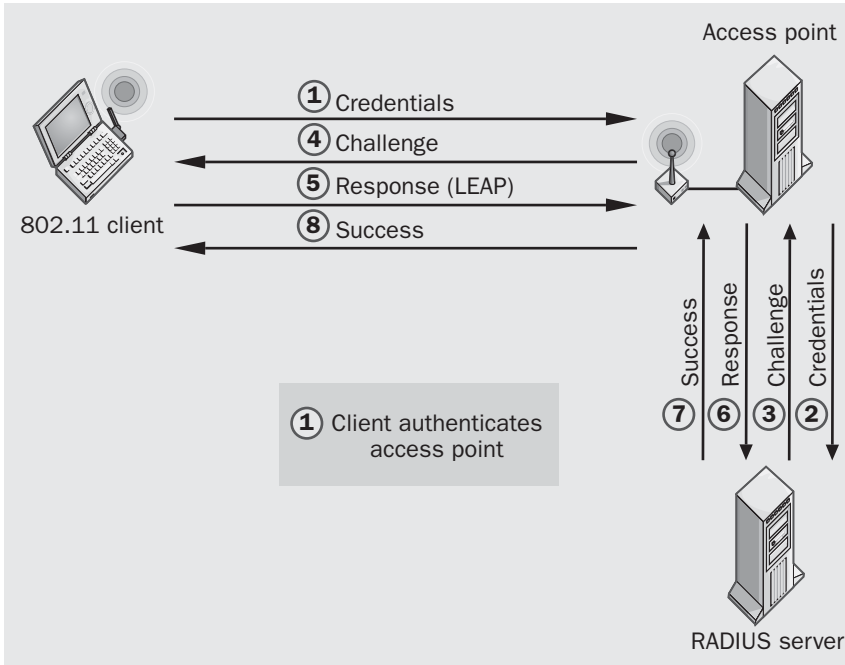 Access point
① Credentials
④ Challenge
⑤ Response (LEAP)
⑧ Success
802.11 client
⑦ Success
⑥ Response
③ Challenge
② Credentials
① Client authenticates
access point
RADIUS server